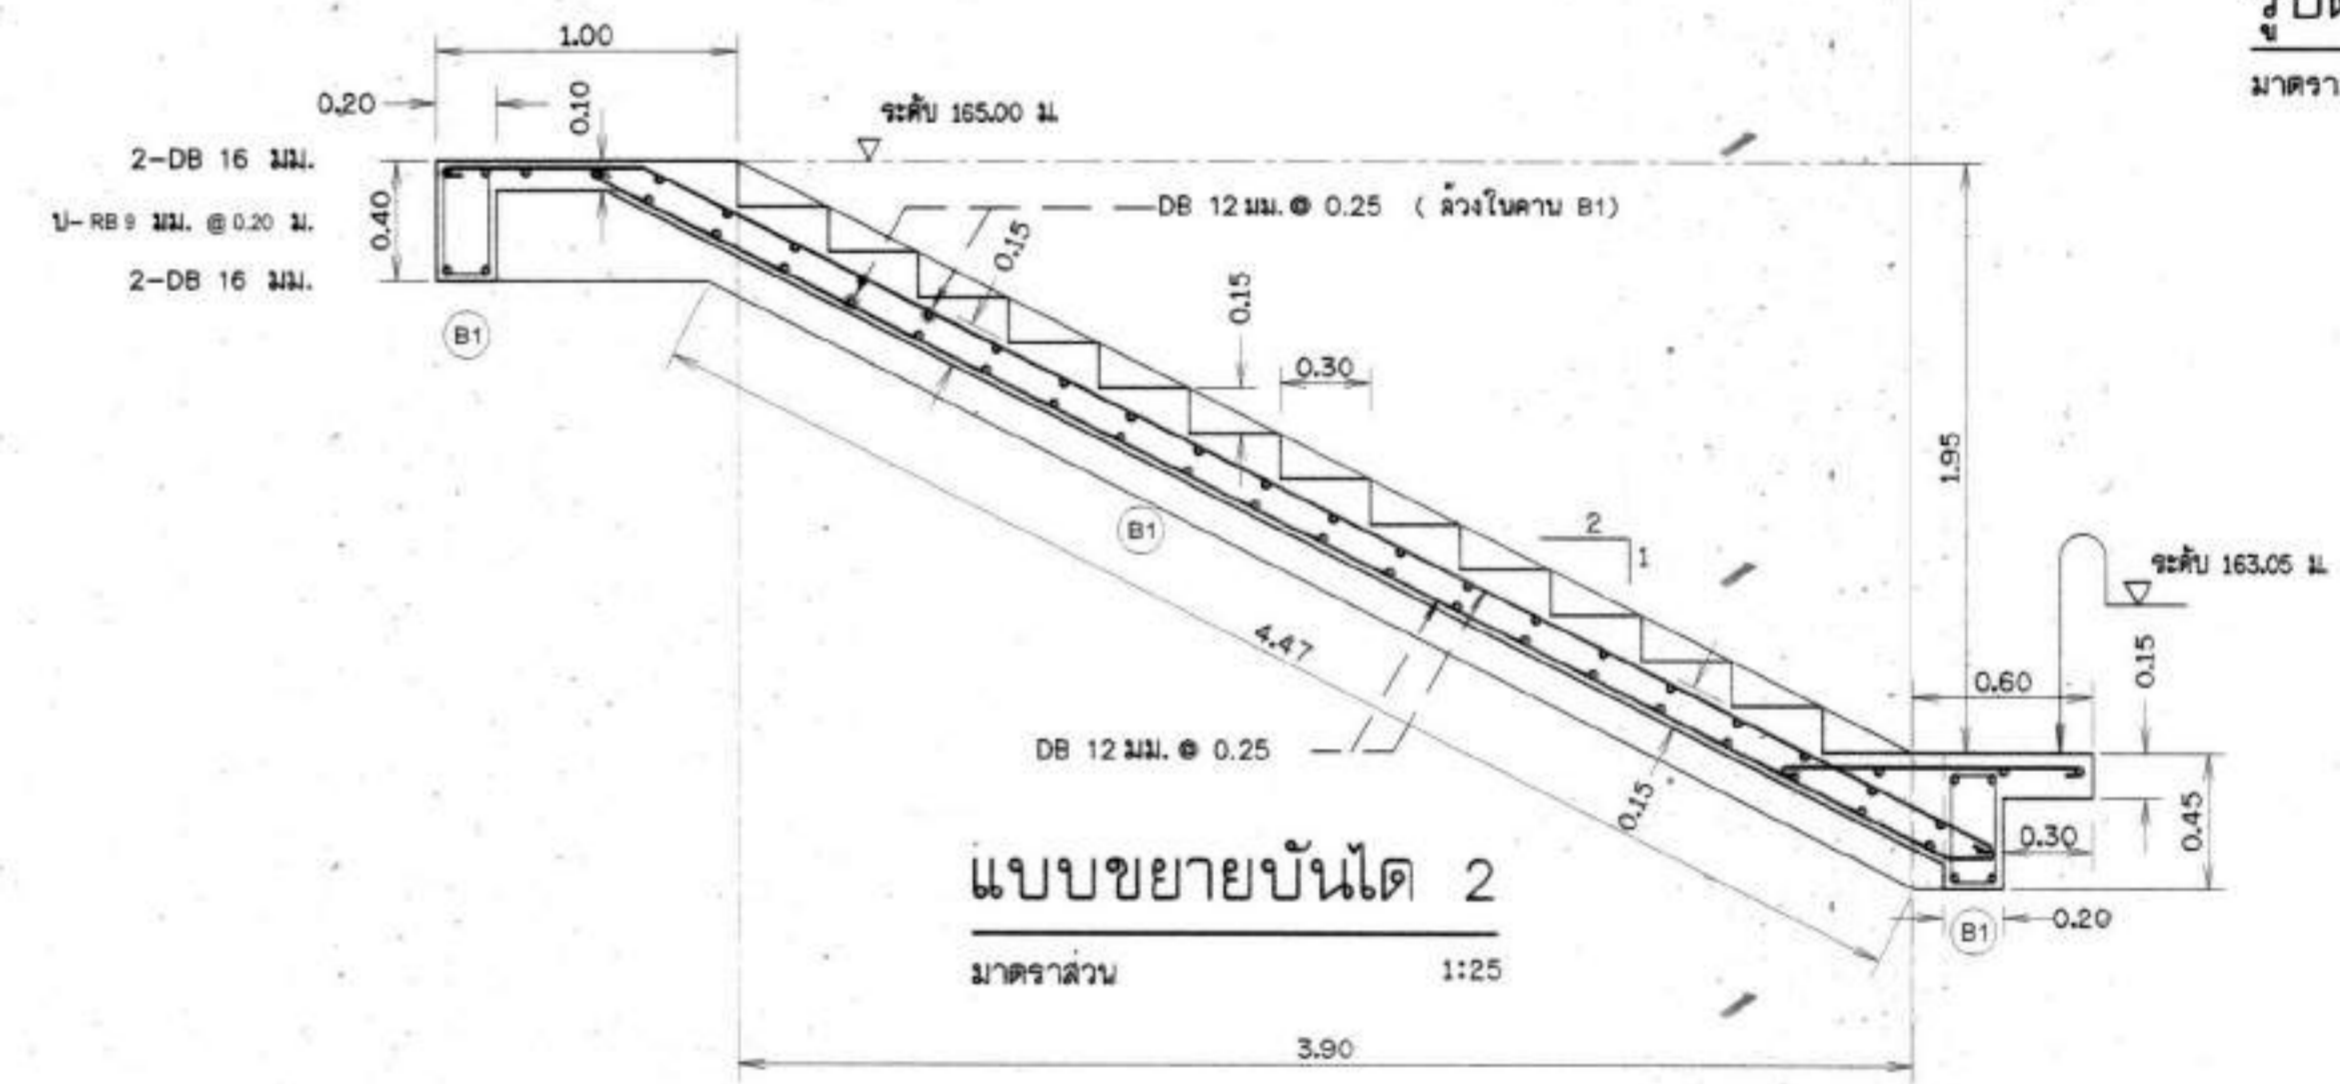 1.00
0.20
0.10
ระดับ 165.00 ม.
มาตรา
2-DB 16 มม.
ป-RB 9 มม. @ 0.20 ม.
0.40
2-DB 16 มม.
DB 12 มม. @ 0.25 ( ล้วงในคาน B1)
0.15
B1
0.15
0.30
1.95
2
1
B1
ระดับ 163.05 ม.
4.47
0.60
0.15
DB 12 มม. @ 0.25
0.15
0.30
0.45
แบบขยายบันได 2
0.20
B1
มาตราส่วน 1:25
3.90